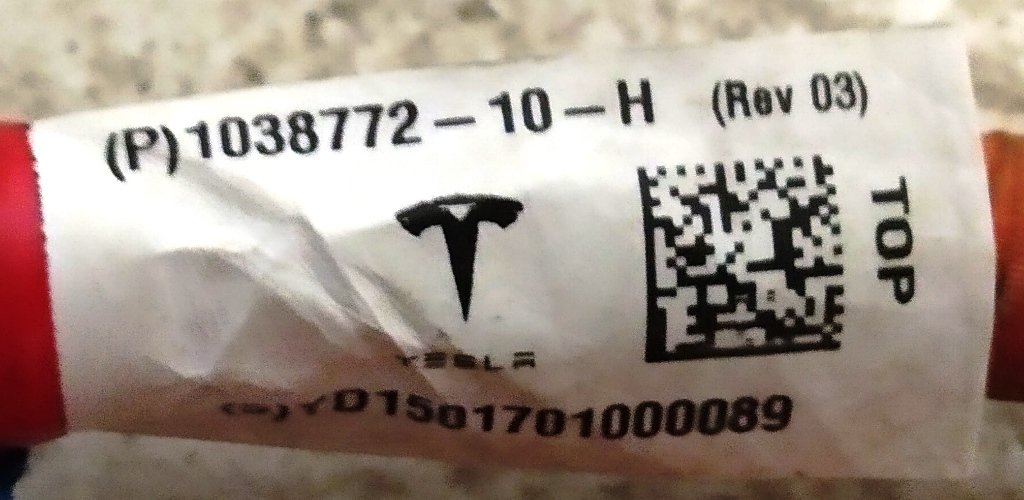 (P)1038772-10-H (Rev 03)
TOP
TESLA
(S)YD1501701000089